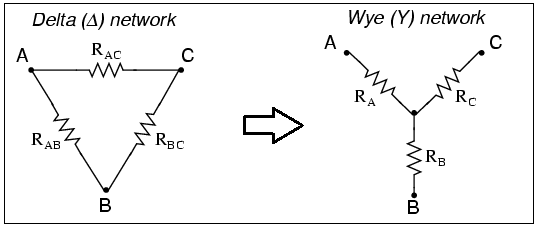 Delta (Δ) network
A
R_AC
C
R_AB
R_BC
B
Wye (Y) network
A
C
R_A
R_C
R_B
B